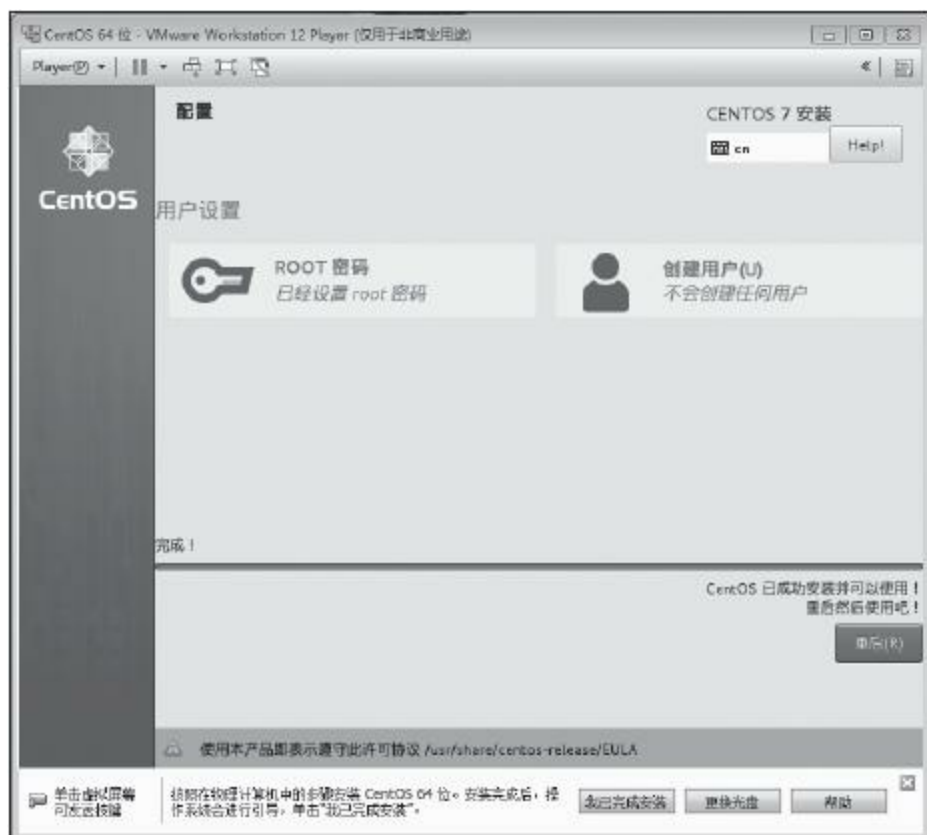 CentOS 64 位 - VMware Workstation 12 Player (仅用于非商业用途)
Player(P)
配置
CENTOS 7 安装
cn
Help!
CentOS
用户设置
ROOT 密码
已经设置 root 密码
创建用户(U)
不会创建任何用户
完成！
CentOS 已成功安装并可以使用！
重启然后使用吧！
重启(R)
使用本产品即表示遵守此许可协议 /usr/share/centos-release/EULA
单击虚拟屏幕
可发送按键
按照在物理计算机中的步骤安装 CentOS 64 位。安装完成后，操
作系统会进行引导，单击“我已完成安装”。
我已完成安装
更换光盘
帮助